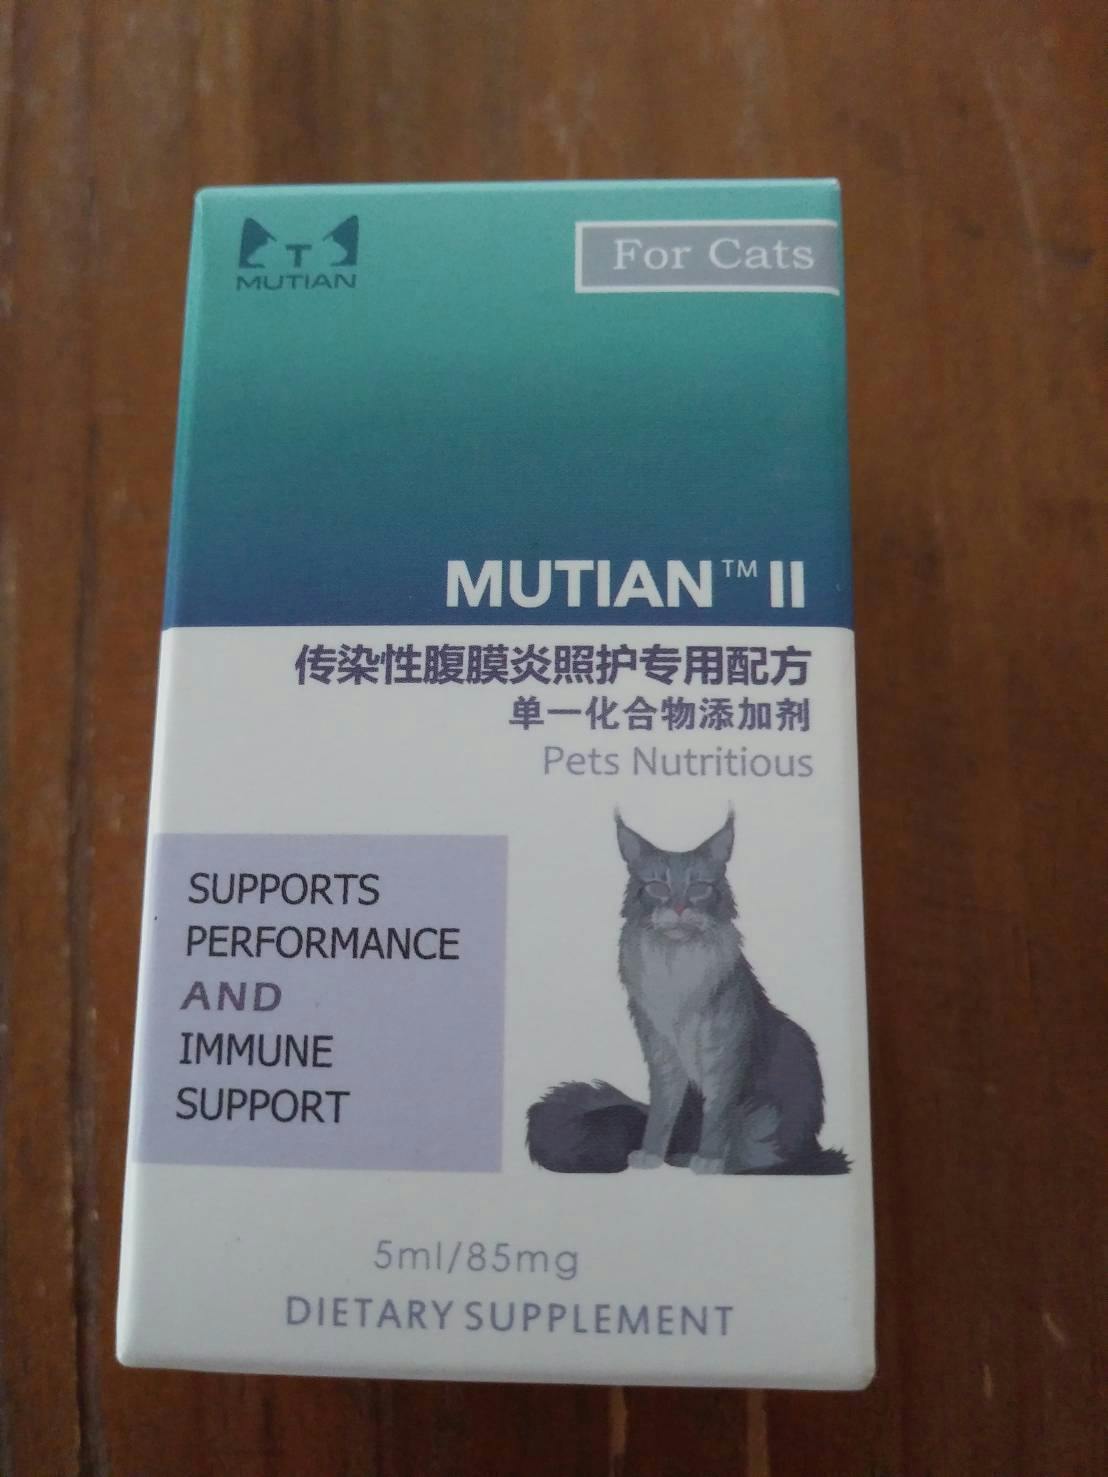 T
MUTIAN
For Cats
MUTIAN™ II
传染性腹膜炎照护专用配方
单一化合物添加剂
Pets Nutritious
SUPPORTS
PERFORMANCE
AND
IMMUNE
SUPPORT
5ml/85mg
DIETARY SUPPLEMENT